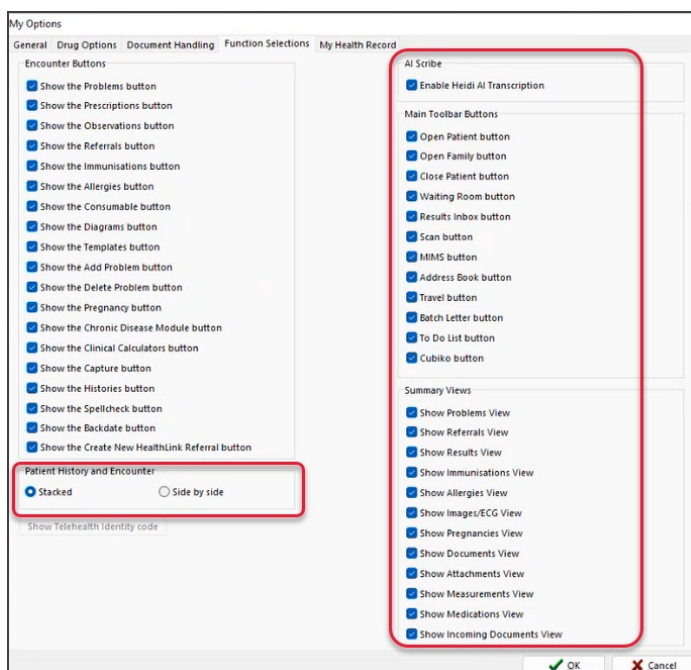 My Options
General Drug Options Document Handling Function Selections My Health Record
Encounter Buttons
Show the Problems button
Show the Prescriptions button
Show the Observations button
Show the Referrals button
Show the Immunisations button
Show the Allergies button
Show the Consumable button
Show the Diagrams button
Show the Templates button
Show the Add Problem button
Show the Delete Problem button
Show the Pregnancy button
Show the Chronic Disease Module button
Show the Clinical Calculators button
Show the Capture button
Show the Histories button
Show the Spellcheck button
Show the Backdate button
Show the Create New HealthLink Referral button
Patient History and Encounter
Stacked Side by side
Show Telehealth Identity code
AI Scribe
Enable Heidi AI Transcription
Main Toolbar Buttons
Open Patient button
Open Family button
Close Patient button
Waiting Room button
Results Inbox button
Scan button
MIMS button
Address Book button
Travel button
Batch Letter button
To Do List button
Cubiko button
Summary Views
Show Problems View
Show Referrals View
Show Results View
Show Immunisations View
Show Allergies View
Show Images/ECG View
Show Pregnancies View
Show Documents View
Show Attachments View
Show Measurements View
Show Medications View
Show Incoming Documents View
OK Cancel